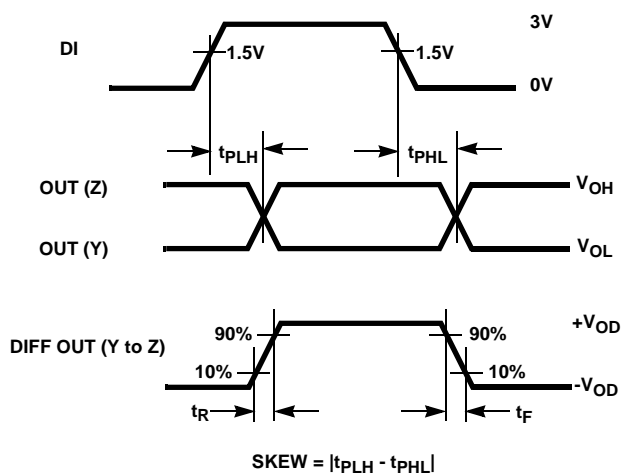 DI
3V
1.5V
1.5V
0V
tPLH
tPHL
OUT (Z)
VOH
OUT (Y)
VOL
DIFF OUT (Y to Z)
90%
90%
+VOD
10%
10%
-VOD
tR
tF
SKEW = |tPLH - tPHL|